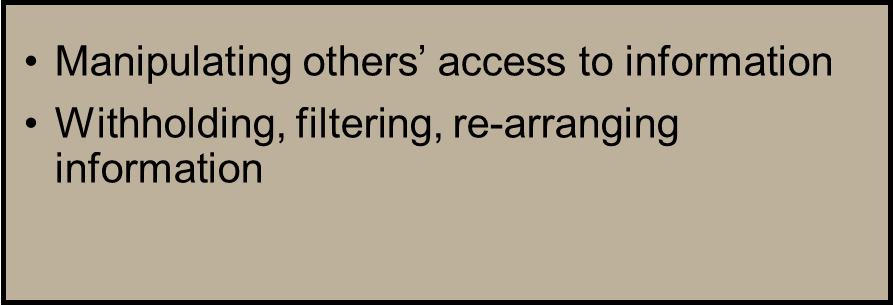 • Manipulating others’ access to information
• Withholding, filtering, re-arranging
information